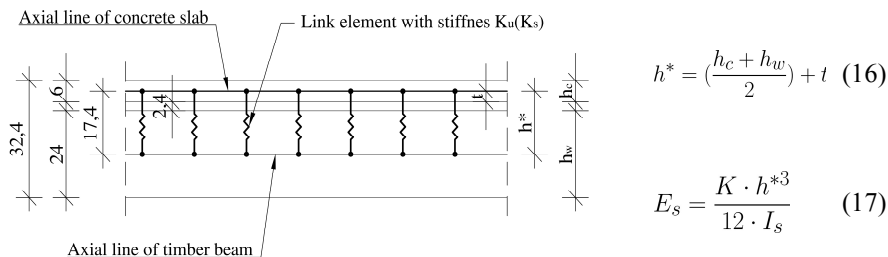 Axial line of concrete slab
Link element with stiffnes Ku(Ks)
32,4
6
24
17,4
2,4
t
h*
hc
hw
Axial line of timber beam
h* = (hc + hw / 2) + t (16)
Es = K · h*3 / 12 · Is (17)